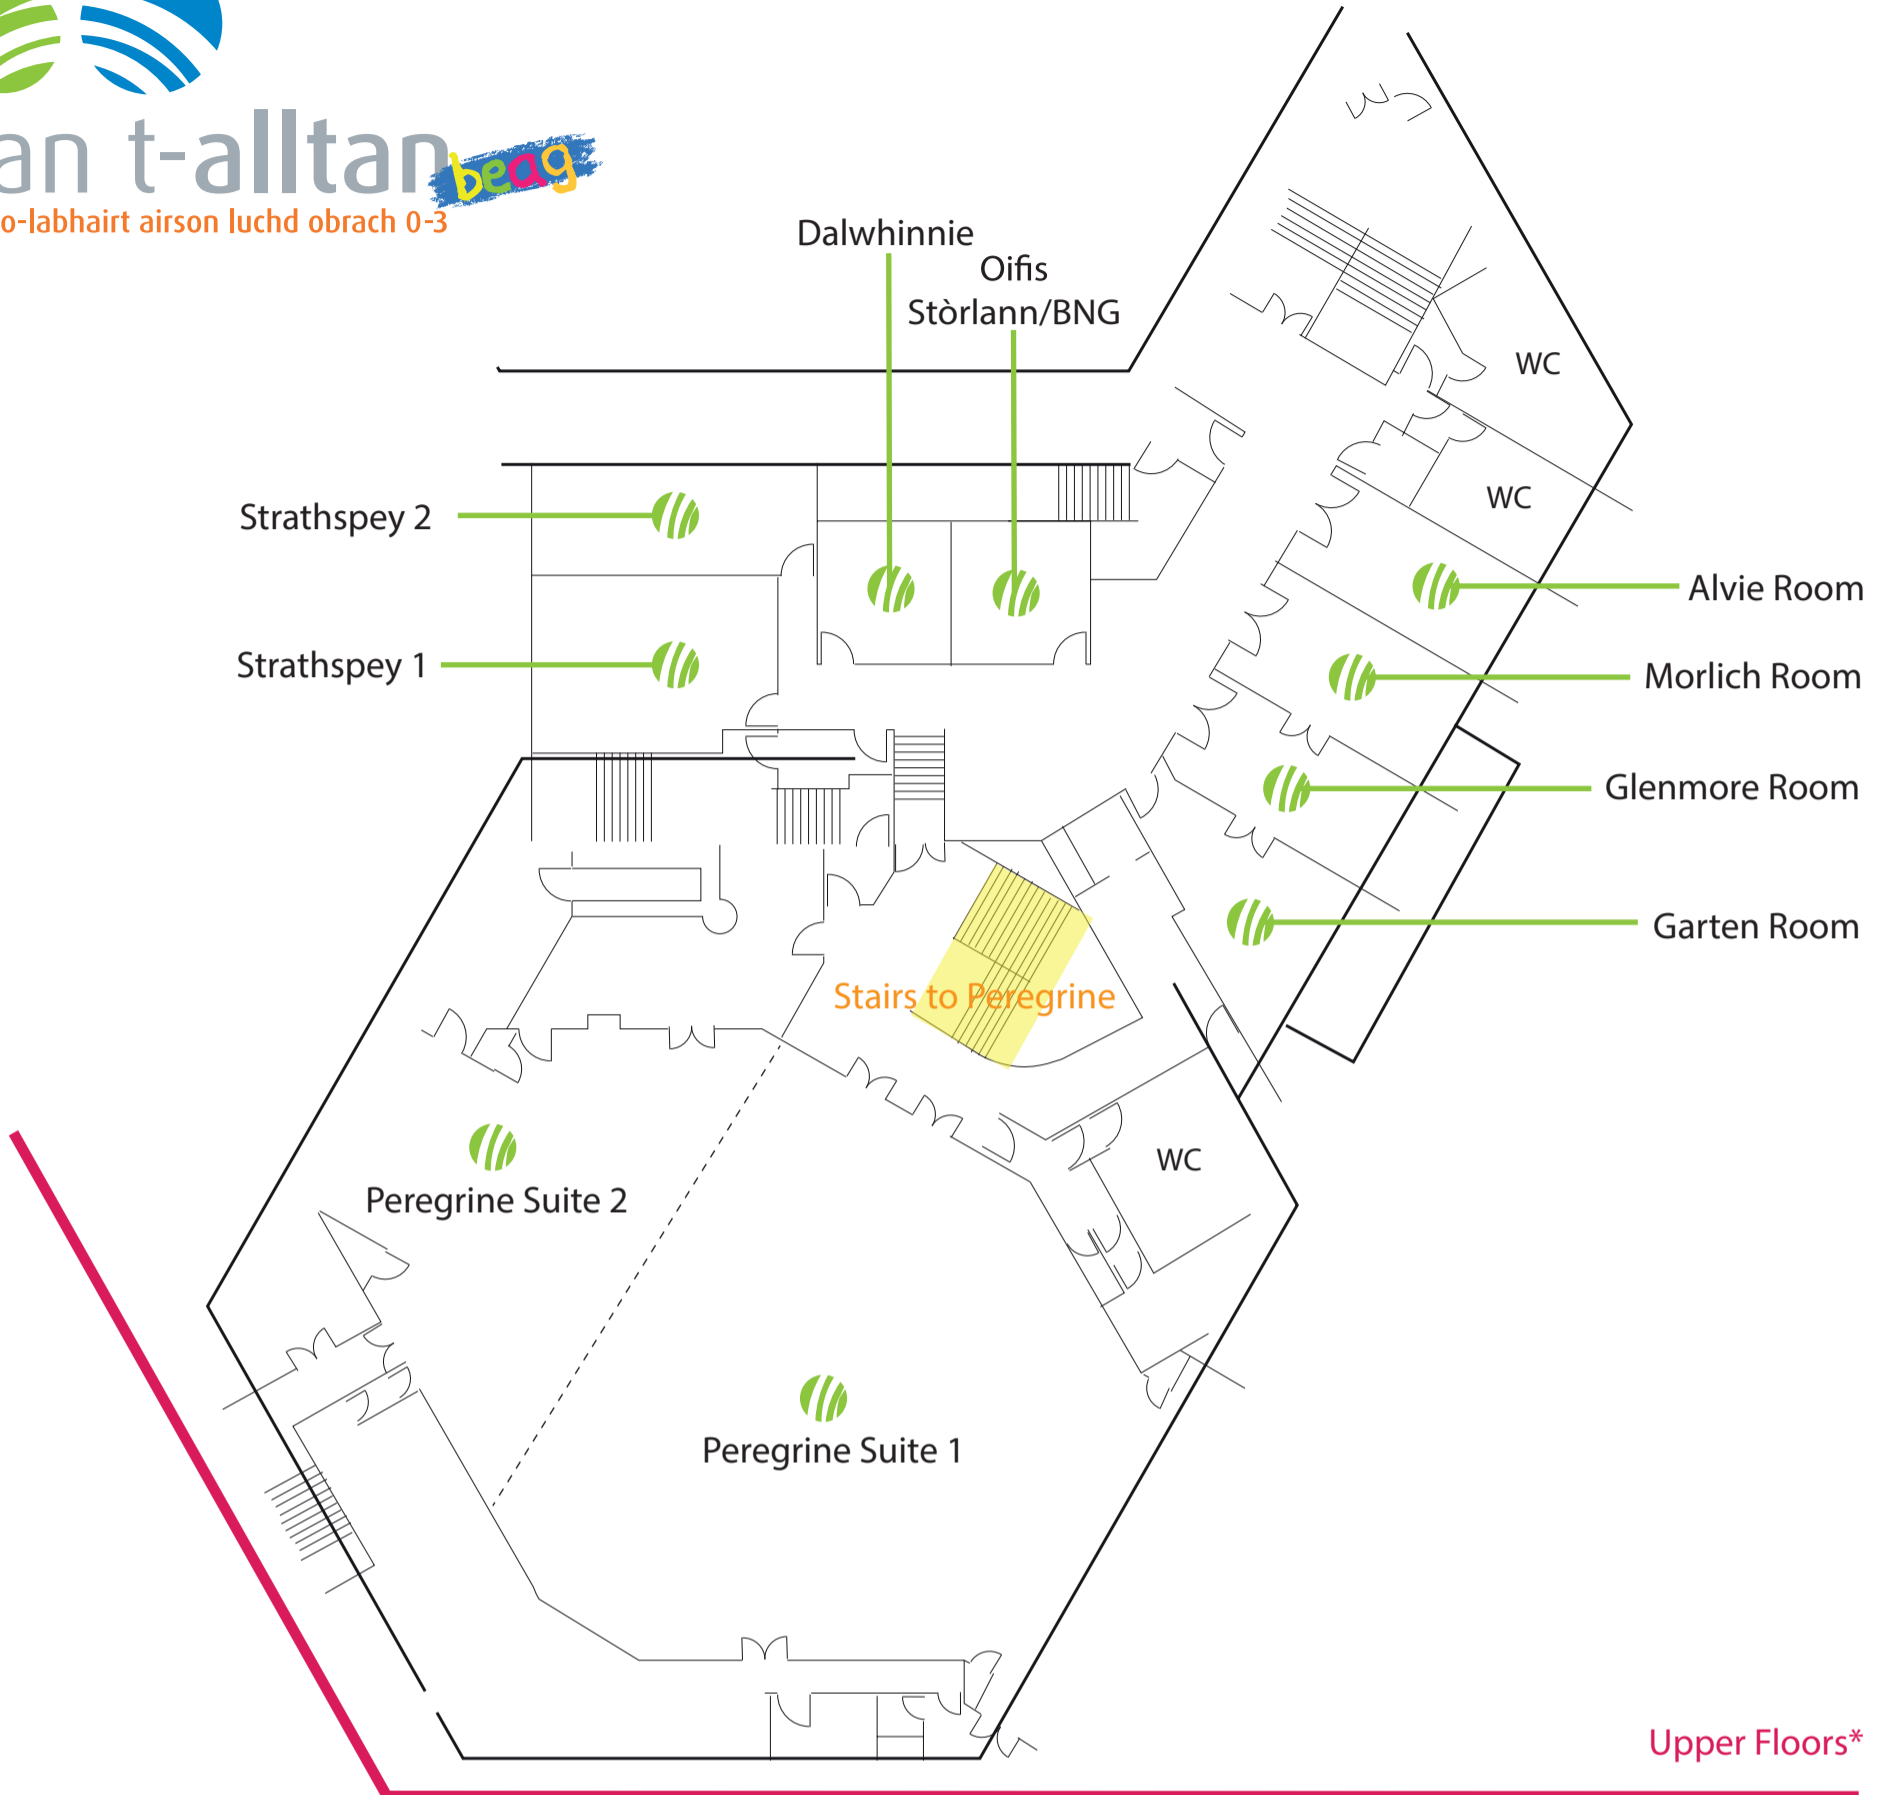 an t-alltan
beag
o-labhairt airson luchd obrach 0-3
Dalwhinnie
Oifis
Stòrlann/BNG
WC
WC
Strathspey 2
Strathspey 1
Alvie Room
Morlich Room
Glenmore Room
Garten Room
Stairs to Peregrine
WC
Peregrine Suite 2
Peregrine Suite 1
Upper Floors*